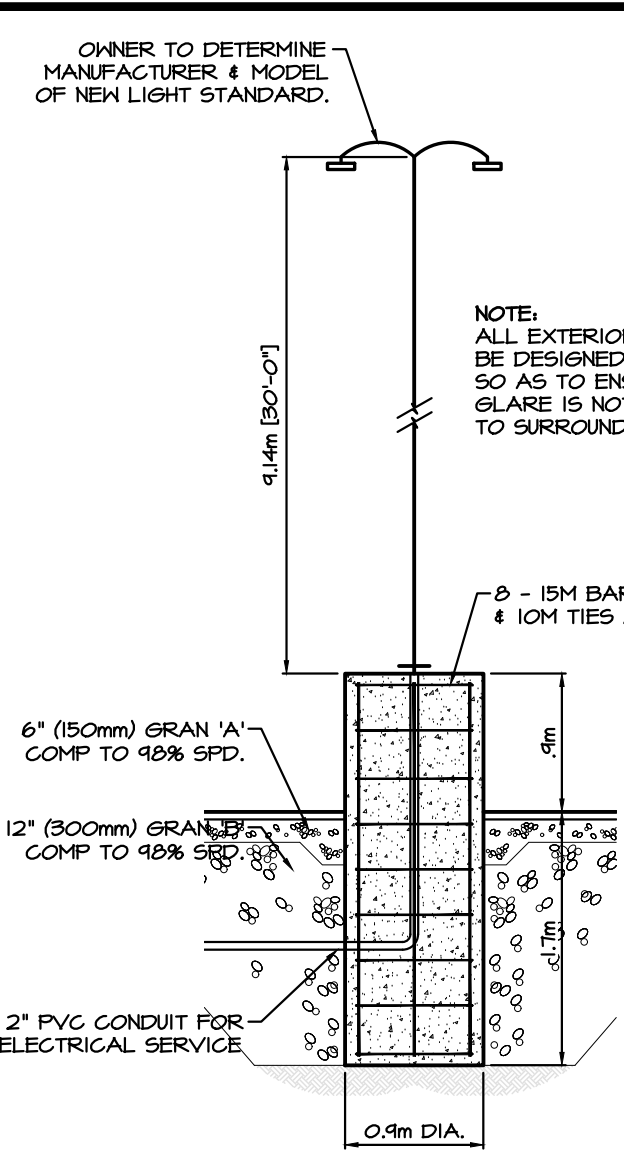 OWNER TO DETERMINE
MANUFACTURER & MODEL
OF NEW LIGHT STANDARD.
9.14m [30'-0"]
NOTE:
ALL EXTERIOR
BE DESIGNED
SO AS TO ENS
GLARE IS NOT
TO SURROUND
8 - 15M BAR
& 10M TIES
6" (150mm) GRAN 'A'
COMP TO 98% SPD.
.9m
12" (300mm) GRAN 'B'
COMP TO 98% SPD.
1.7m
2" PVC CONDUIT FOR
ELECTRICAL SERVICE
0.9m DIA.